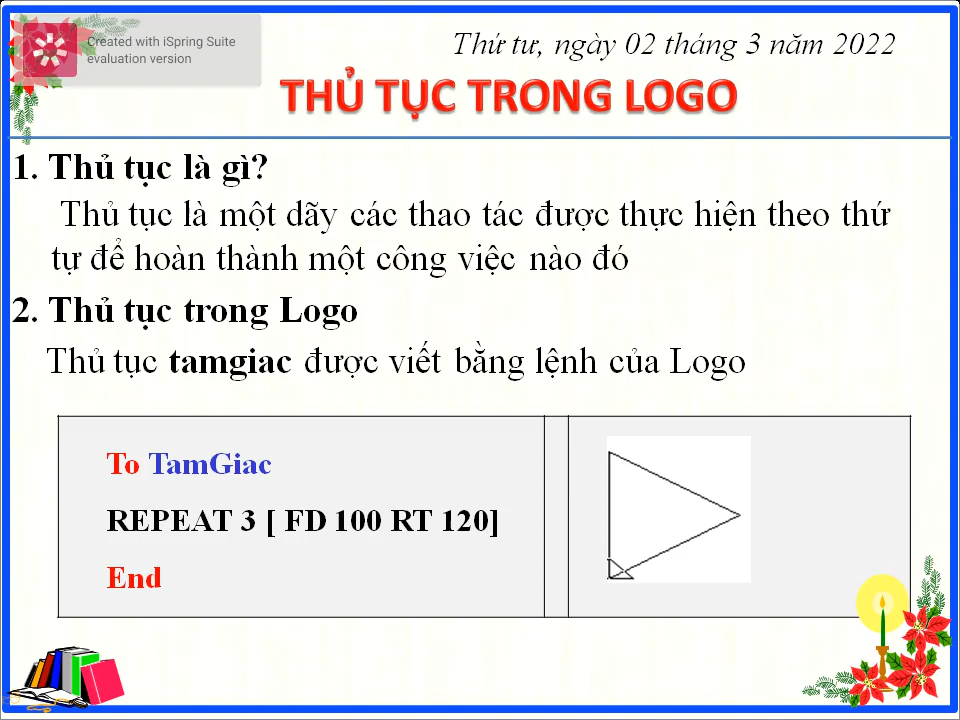 Created with iSpring Suite
evaluation version
Thứ tư, ngày 02 tháng 3 năm 2022
THỦ TỤC TRONG LOGO
1. Thủ tục là gì?
Thủ tục là một dãy các thao tác được thực hiện theo thứ
tự để hoàn thành một công việc nào đó
2. Thủ tục trong Logo
Thủ tục tamgiac được viết bằng lệnh của Logo
To TamGiac
REPEAT 3 [ FD 100 RT 120]
End